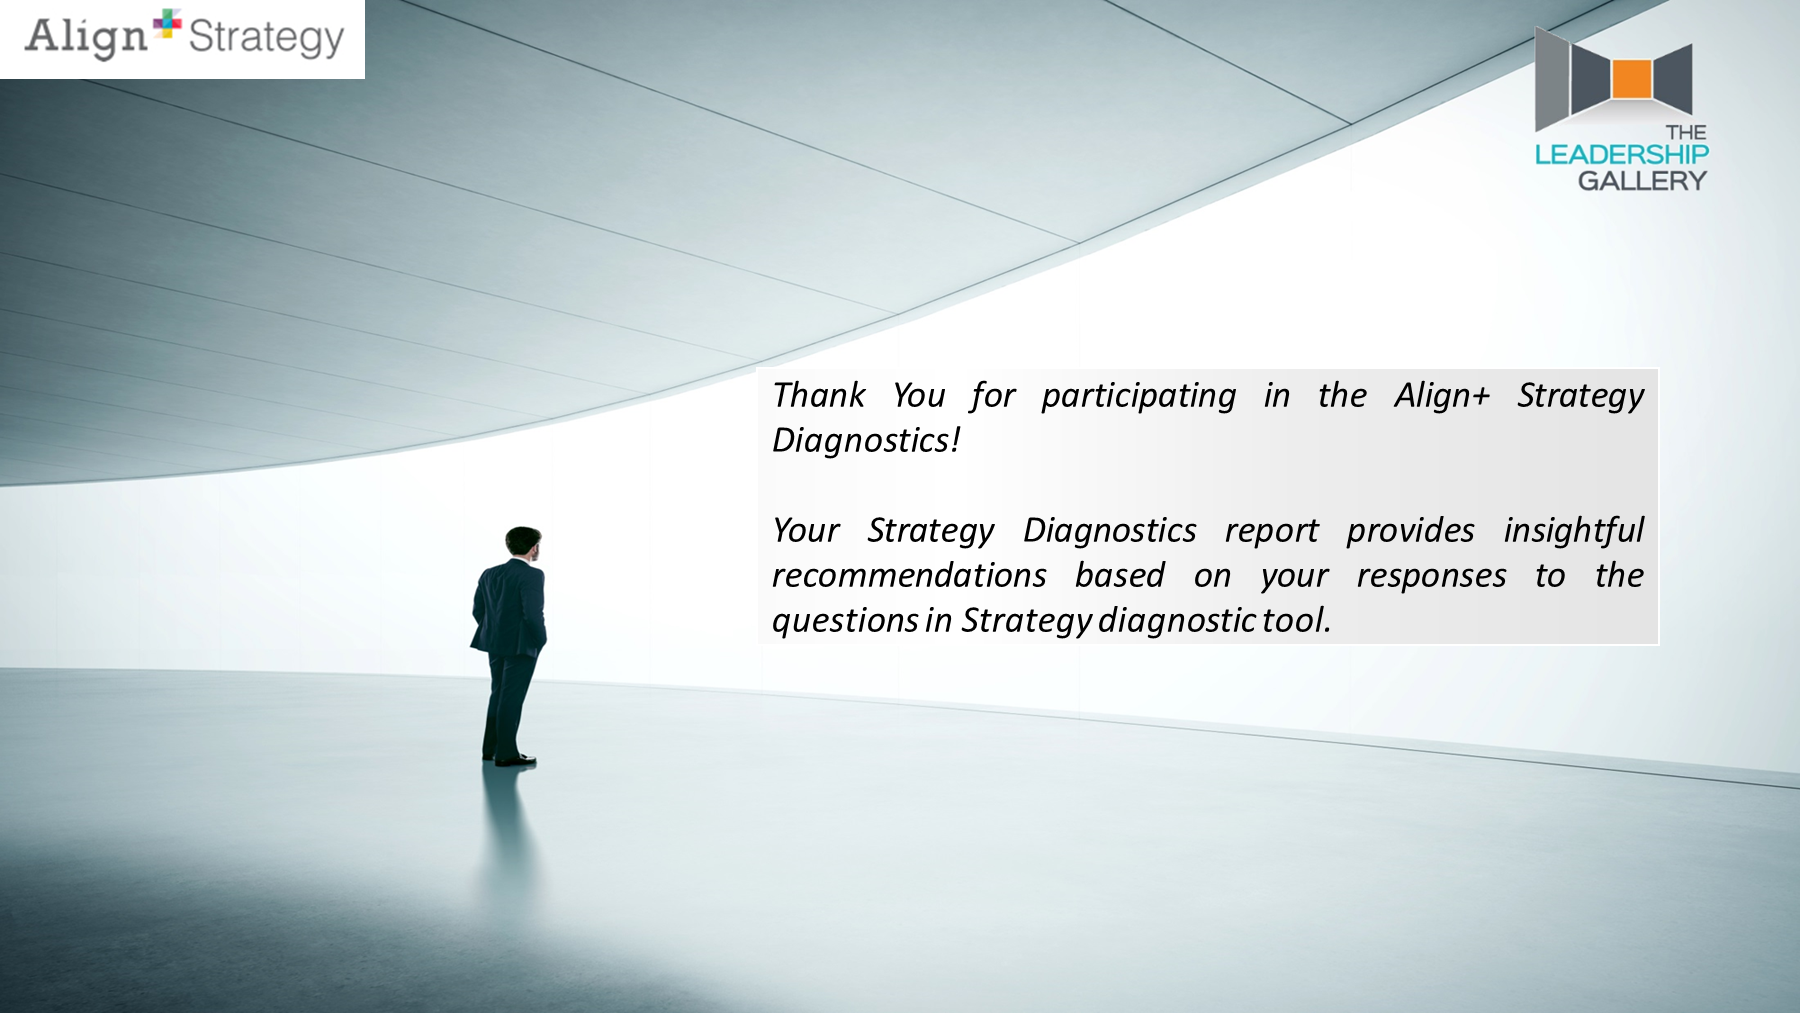 Align+Strategy
THE
LEADERSHIP
GALLERY
Thank You for participating in the Align+ Strategy
Diagnostics!
Your Strategy Diagnostics report provides insightful
recommendations based on your responses to the
questions in Strategy diagnostic tool.